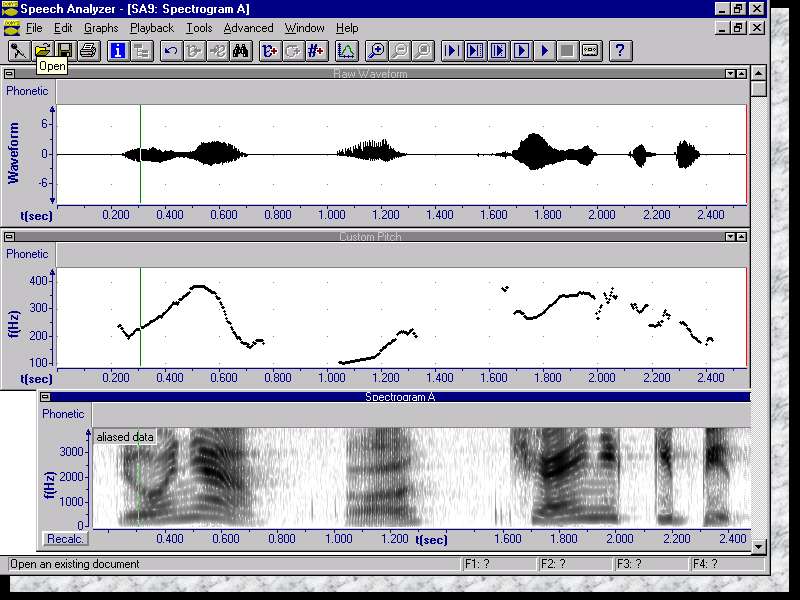 Speech Analyzer - [SA9: Spectrogram A]
File Edit Graphs Playback Tools Advanced Window Help
Open
Raw Waveform
Phonetic
Waveform
6
0
-6
t(sec) 0.200 0.400 0.600 0.800 1.000 1.200 1.400 1.600 1.800 2.000 2.200 2.400
Custom Pitch
Phonetic
f(Hz)
400
300
200
100
t(sec) 0.200 0.400 0.600 0.800 1.000 1.200 1.400 1.600 1.800 2.000 2.200 2.400
Spectrogram A
Phonetic
aliased data
f(Hz)
3000
2000
1000
0
Recalc. 0.400 0.600 0.800 1.000 1.200 t(sec) 1.600 1.800 2.000 2.200 2.400
Open an existing document F1: ? F2: ? F3: ? F4: ?